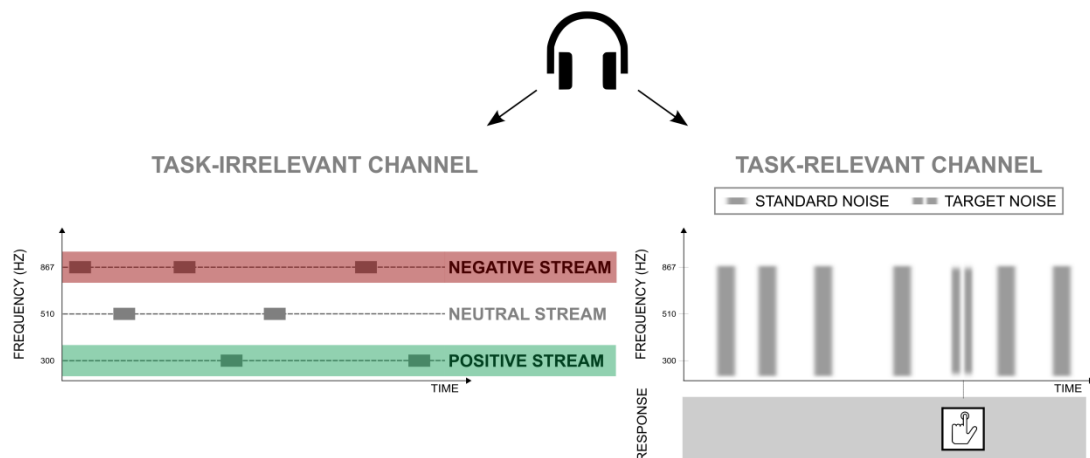 TASK-IRRELEVANT CHANNEL
FREQUENCY (HZ)
867
NEGATIVE STREAM
510
NEUTRAL STREAM
300
POSITIVE STREAM
TIME
TASK-RELEVANT CHANNEL
STANDARD NOISE TARGET NOISE
FREQUENCY (HZ)
867
510
300
TIME
RESPONSE